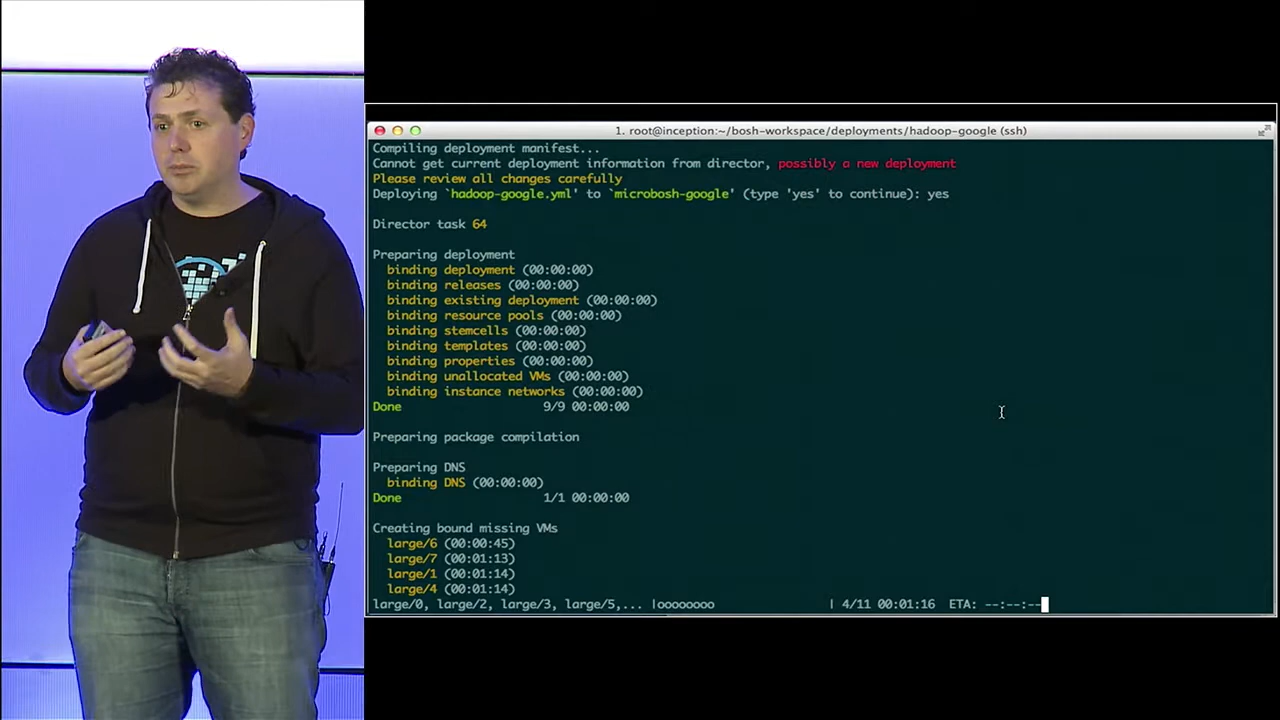 1. root@inception:~/bosh-workspace/deployments/hadoop-google (ssh)
Compiling deployment manifest...
Cannot get current deployment information from director, possibly a new deployment
Please review all changes carefully
Deploying `hadoop-google.yml' to `microbosh-google' (type 'yes' to continue): yes
Director task 64
Preparing deployment
binding deployment (00:00:00)
binding releases (00:00:00)
binding existing deployment (00:00:00)
binding resource pools (00:00:00)
binding stemcells (00:00:00)
binding templates (00:00:00)
binding properties (00:00:00)
binding unallocated VMs (00:00:00)
binding instance networks (00:00:00)
Done 9/9 00:00:00
Preparing package compilation
Preparing DNS
binding DNS (00:00:00)
Done 1/1 00:00:00
Creating bound missing VMs
large/6 (00:00:45)
large/7 (00:01:13)
large/1 (00:01:14)
large/4 (00:01:14)
large/0, large/2, large/3, large/5,... |oooooooo | 4/11 00:01:16 ETA: --:--:--